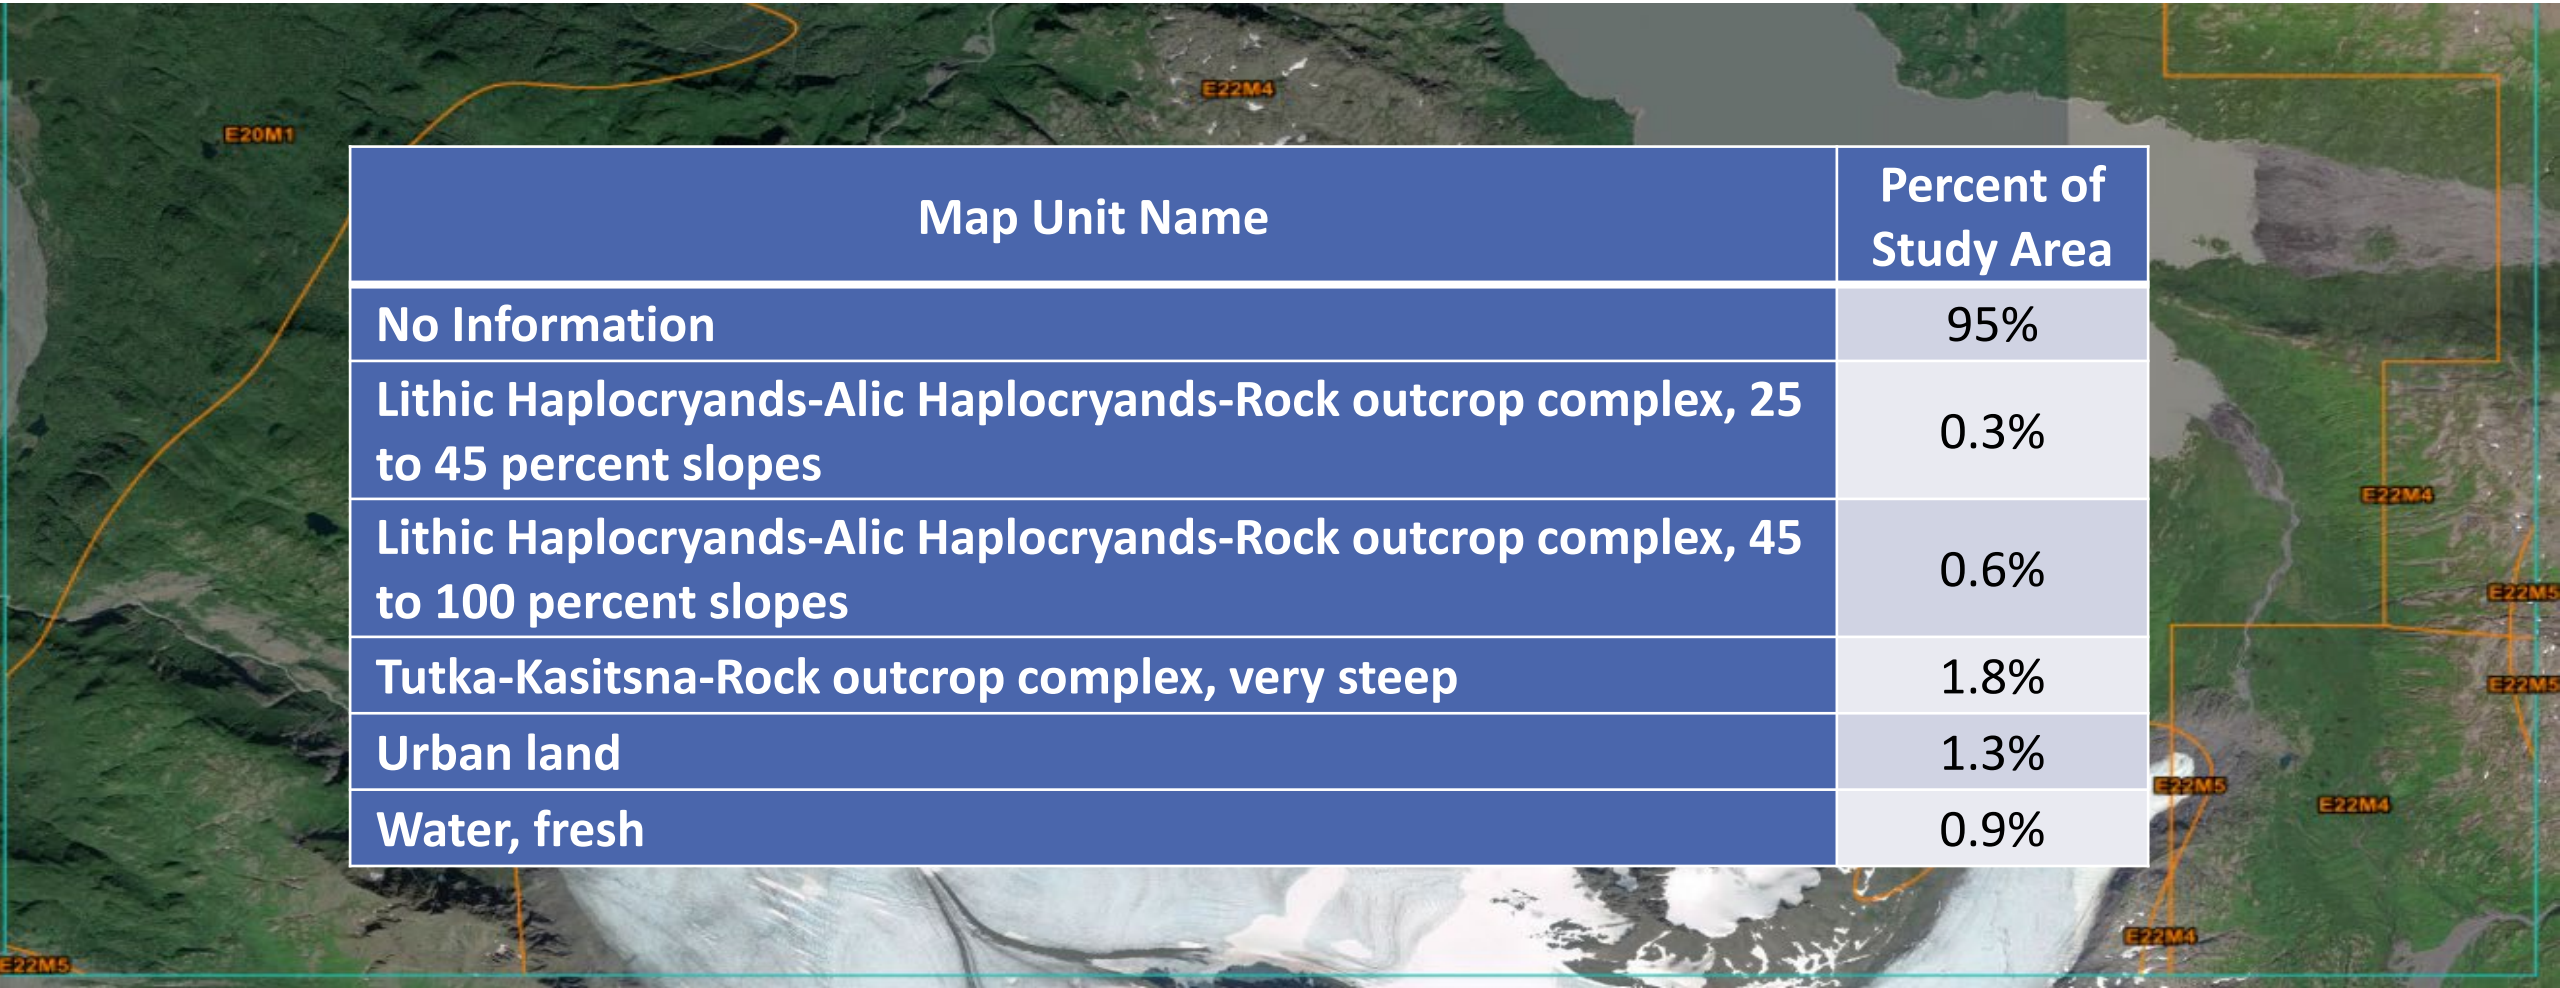 E22M4
E20M1
Map Unit Name
Percent of
Study Area
No Information
95%
Lithic Haplocryands-Alic Haplocryands-Rock outcrop complex, 25
to 45 percent slopes
0.3%
Lithic Haplocryands-Alic Haplocryands-Rock outcrop complex, 45
to 100 percent slopes
0.6%
Tutka-Kasitsna-Rock outcrop complex, very steep
1.8%
Urban land
1.3%
Water, fresh
0.9%
E22M4
E22M5
E22M5
E22M5
E22M4
E22M4
E22M5